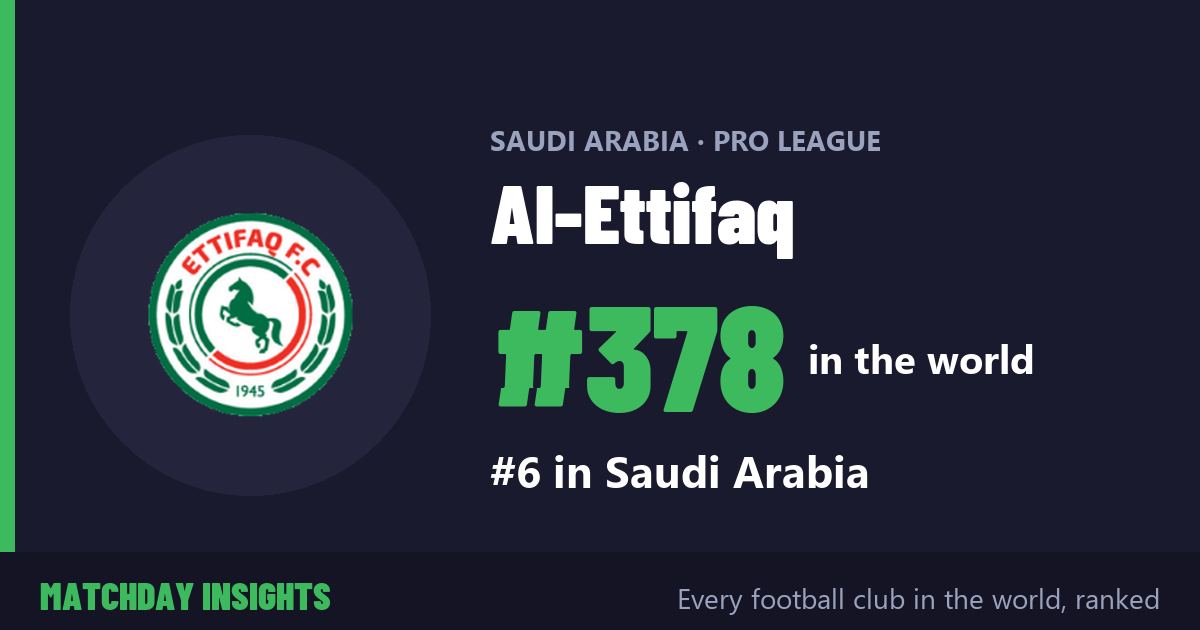 SAUDI ARABIA · PRO LEAGUE
Al-Ettifaq
ETTIFAQ F.C
1945
#378 in the world
#6 in Saudi Arabia
MATCHDAY INSIGHTS
Every football club in the world, ranked